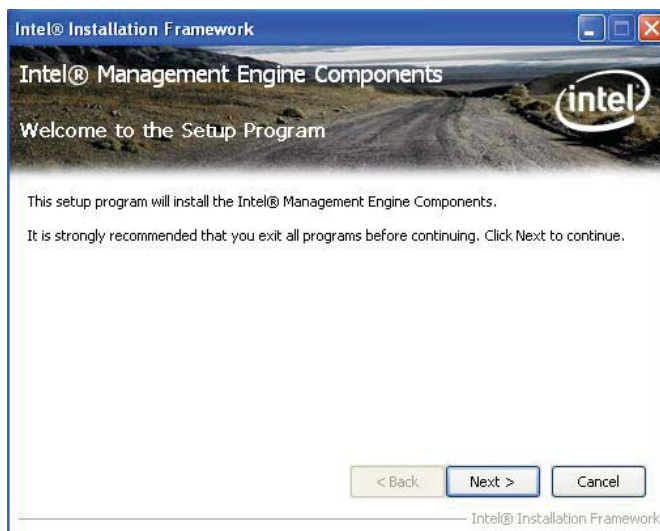 Intel® Installation Framework
Intel® Management Engine Components
Welcome to the Setup Program
intel
This setup program will install the Intel® Management Engine Components.
It is strongly recommended that you exit all programs before continuing. Click Next to continue.
< Back
Next >
Cancel
Intel® Installation Framework